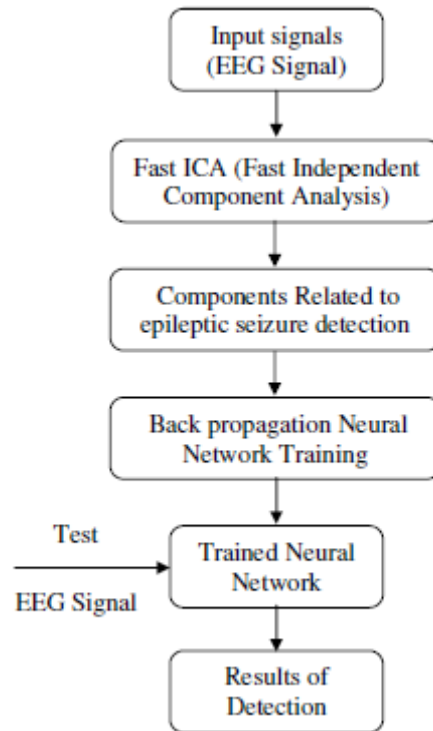 Input signals
(EEG Signal)
Fast ICA (Fast Independent
Component Analysis)
Components Related to
epileptic seizure detection
Back propagation Neural
Network Training
Test
EEG Signal
Trained Neural
Network
Results of
Detection